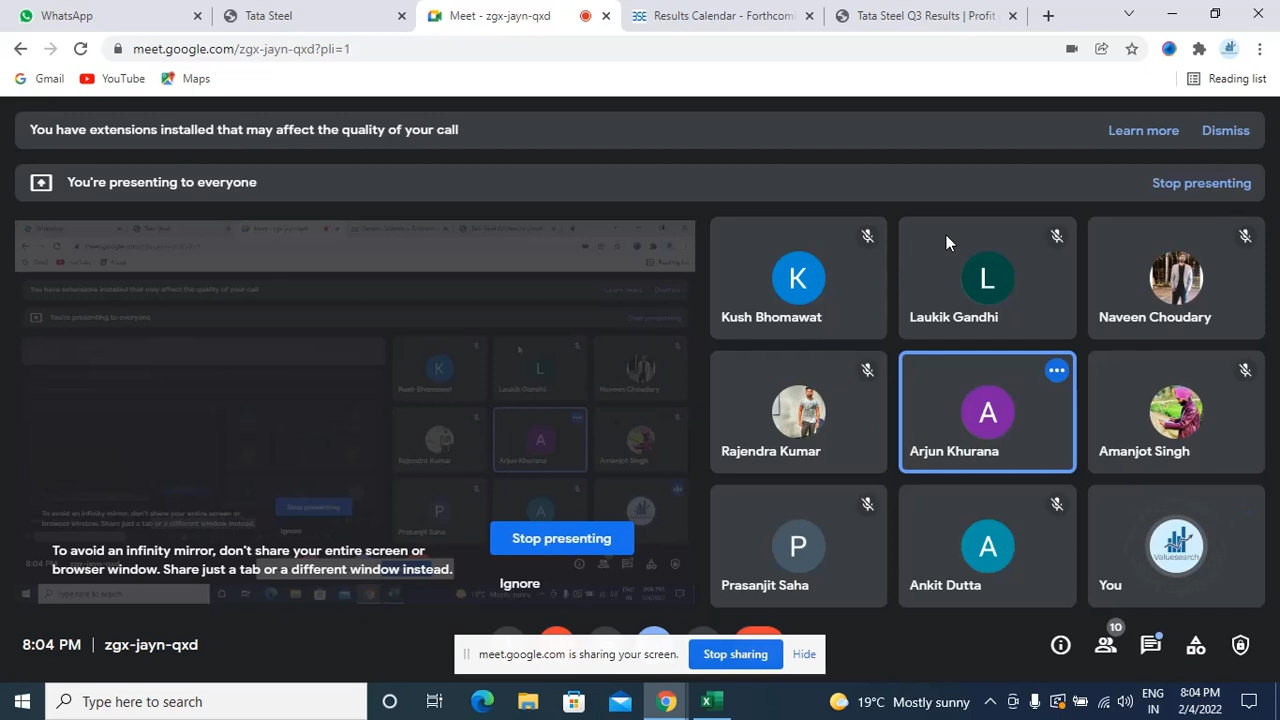 WhatsApp
Tata Steel
Meet - zgx-jayn-qxd
BSE Results Calendar - Forthcom
Tata Steel Q3 Results | Profit
meet.google.com/zgx-jayn-qxd?pli=1
Gmail YouTube Maps Reading list
You have extensions installed that may affect the quality of your call Learn more Dismiss
You're presenting to everyone Stop presenting
K
Kush Bhomawat
L
Laukik Gandhi
Naveen Choudary
Rajendra Kumar
A
Arjun Khurana
Amanjot Singh
P
Prasanjit Saha
A
Ankit Dutta
Valuesearch
You
To avoid an infinity mirror, don't share your entire screen or
browser window. Share just a tab or a different window instead.
Stop presenting
Ignore
8:04 PM | zgx-jayn-qxd
meet.google.com is sharing your screen. Stop sharing Hide
10
Type here to search
19°C Mostly sunny
ENG
IN
8:04 PM
2/4/2022